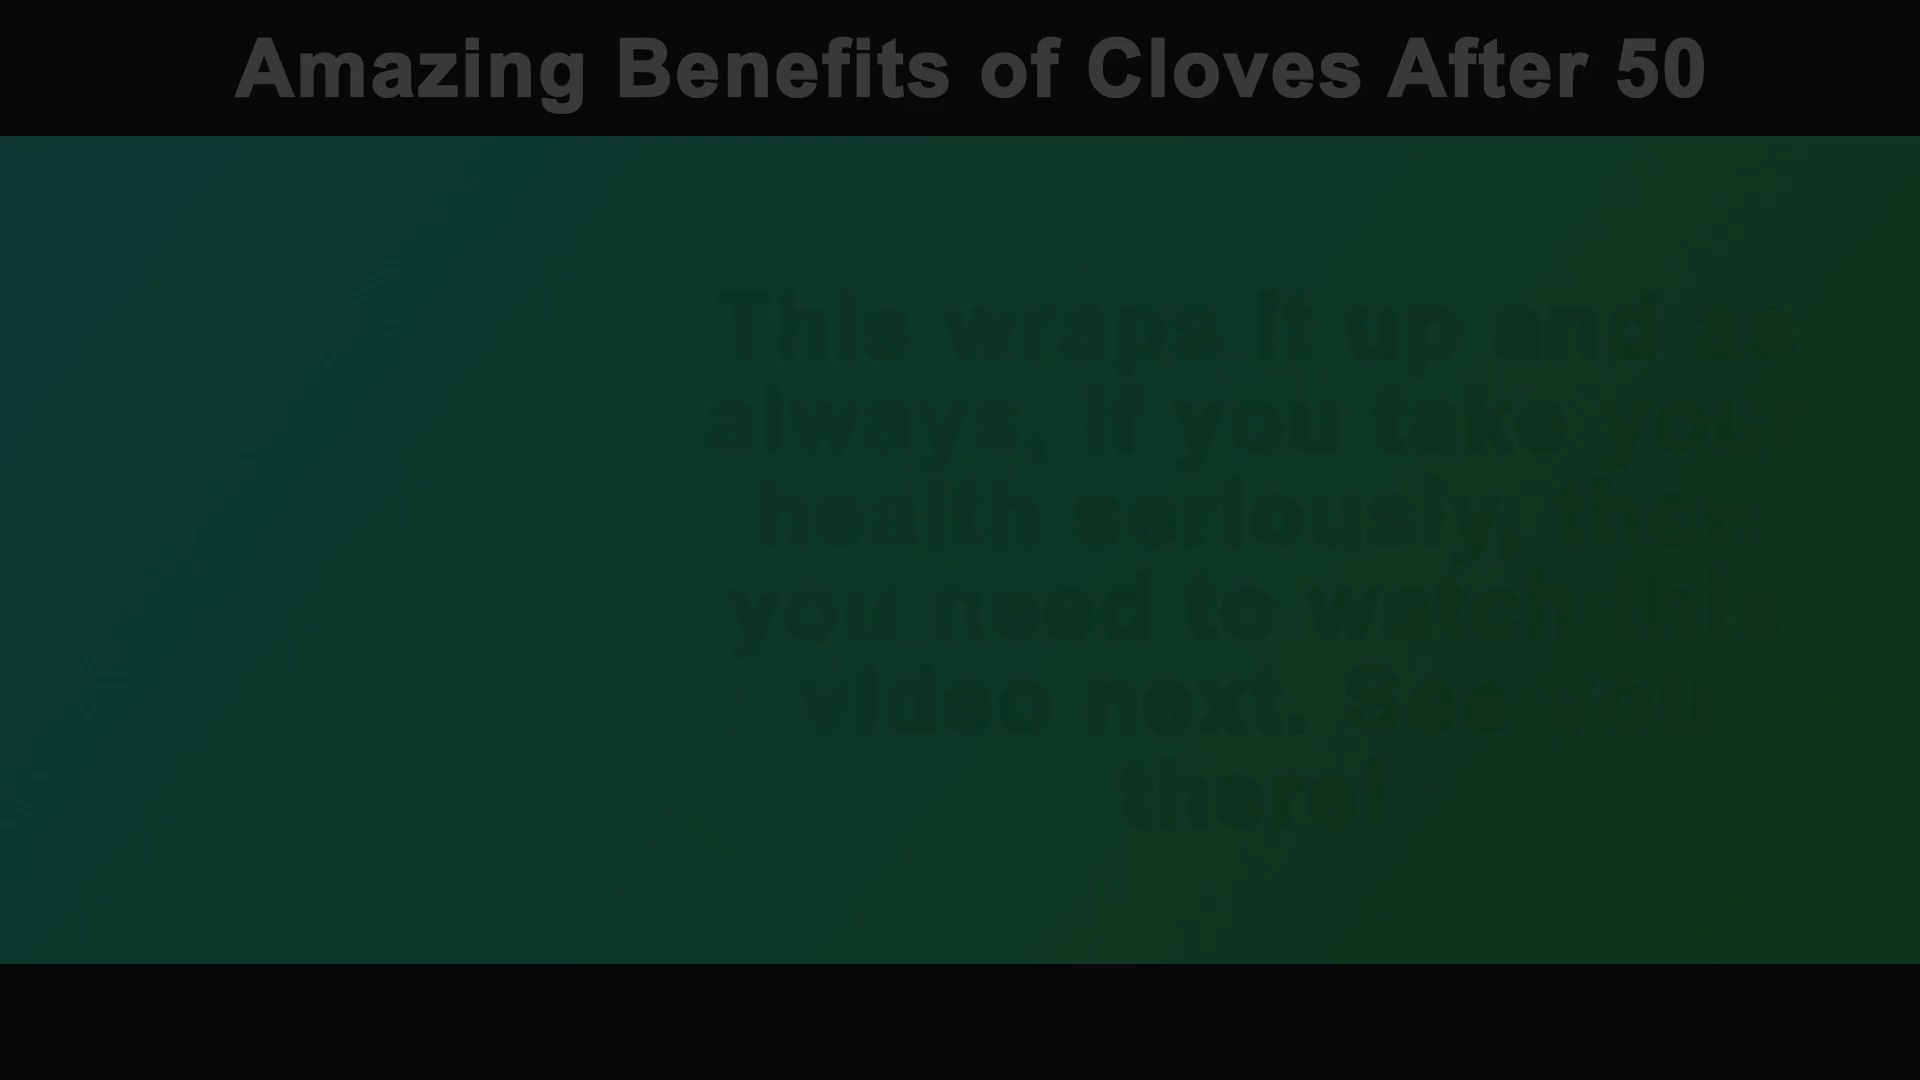 Amazing Benefits of Cloves After 50
This wraps it up and as
always, if you take your
health seriously, then
you need to watch this
video next. See you
there!